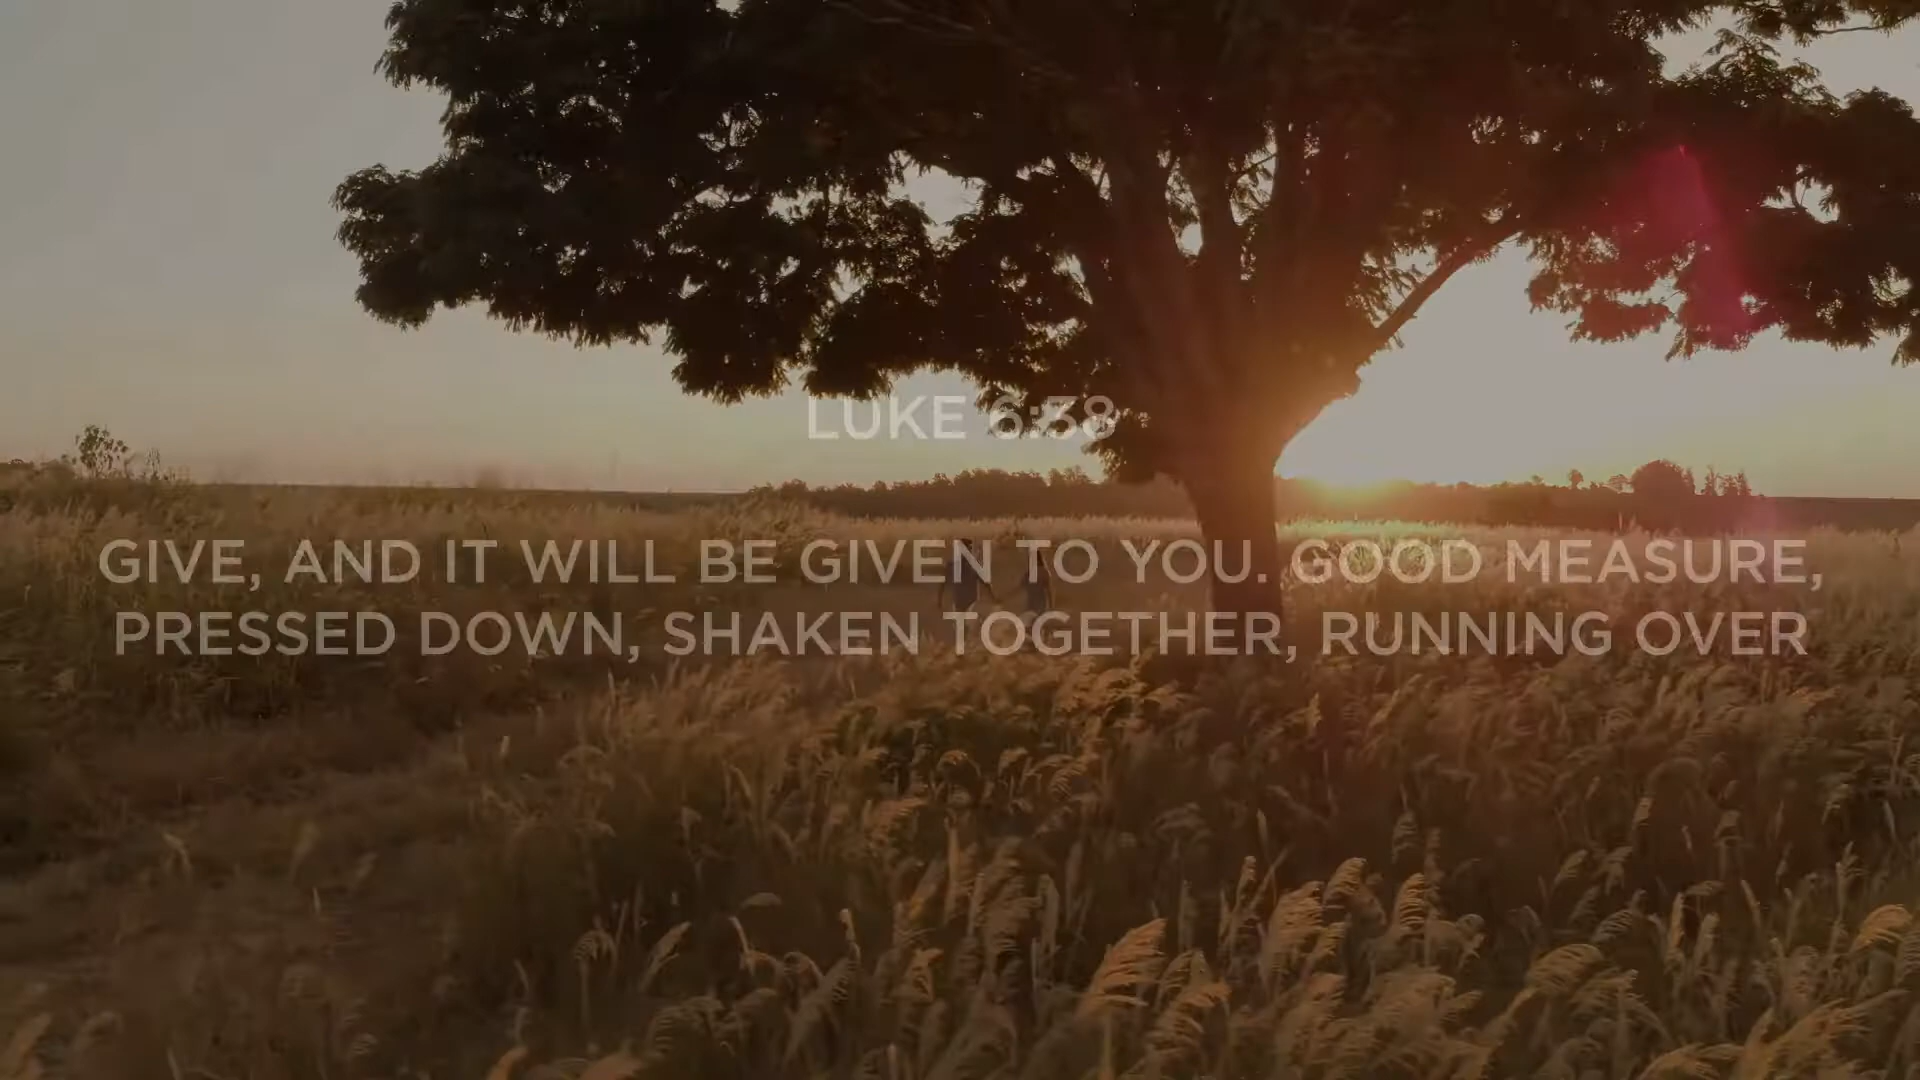 LUKE 6:38
GIVE, AND IT WILL BE GIVEN TO YOU. GOOD MEASURE,
PRESSED DOWN, SHAKEN TOGETHER, RUNNING OVER